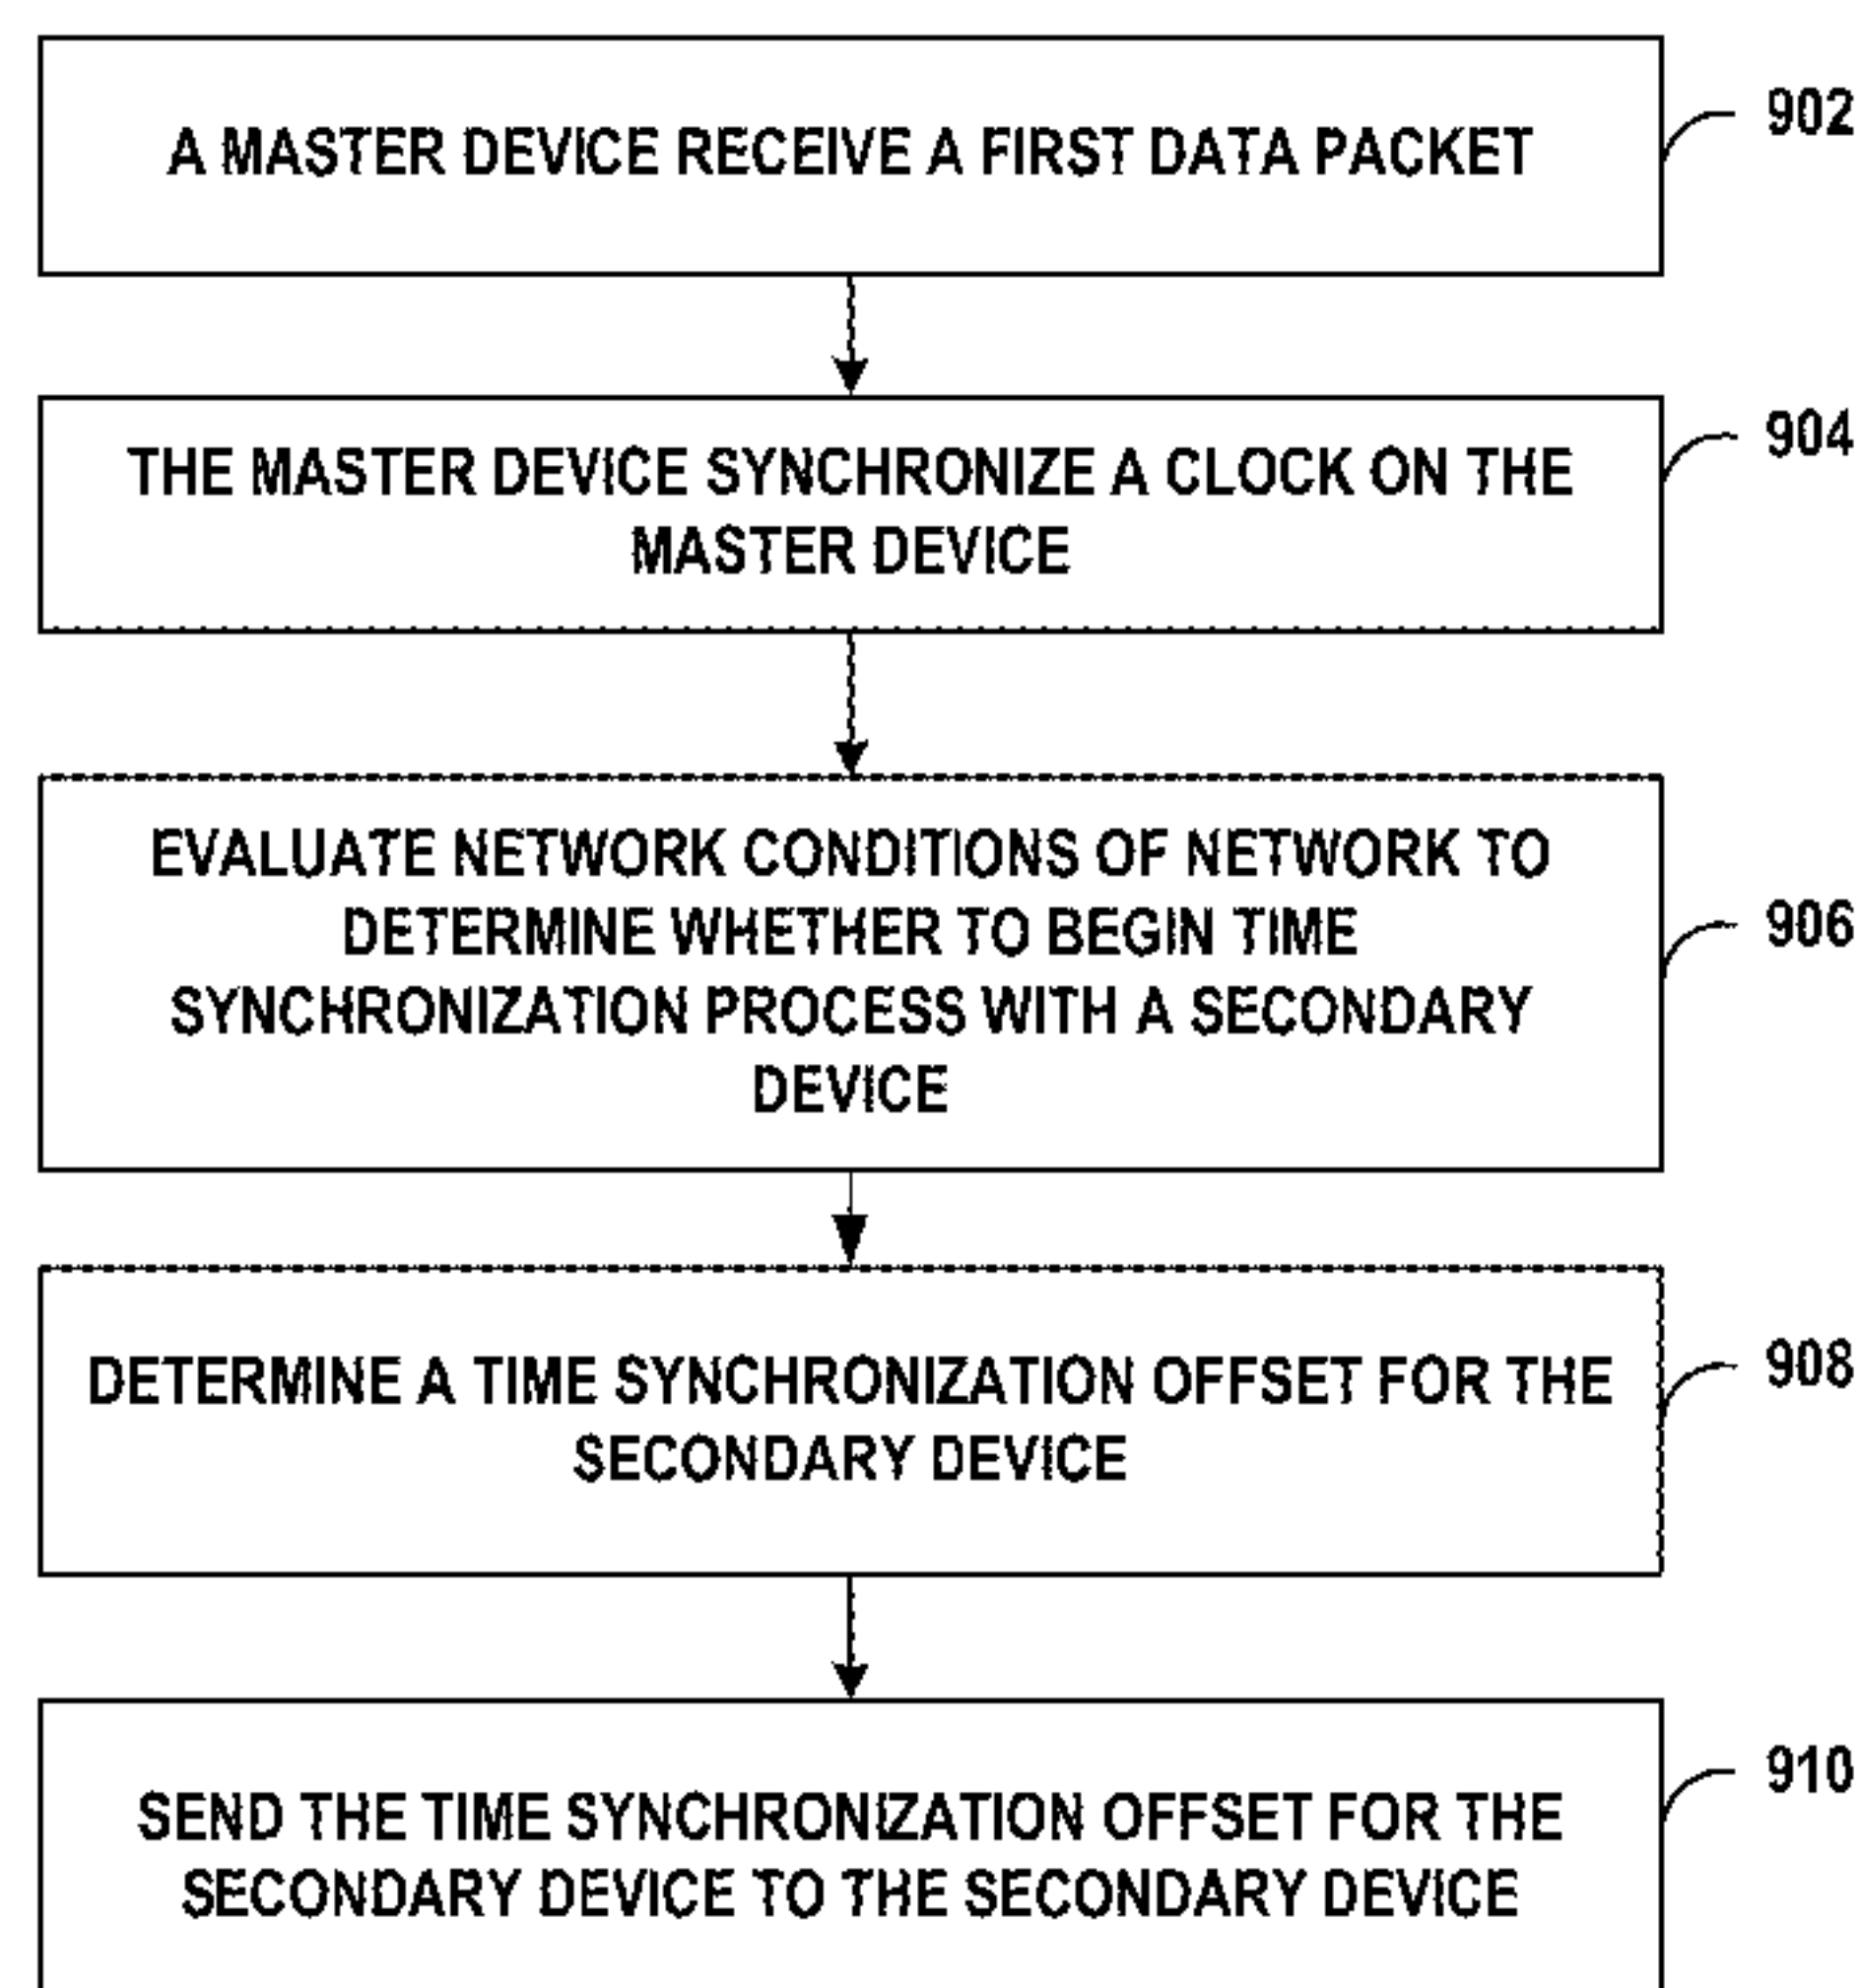 A MASTER DEVICE RECEIVE A FIRST DATA PACKET
902
THE MASTER DEVICE SYNCHRONIZE A CLOCK ON THE
MASTER DEVICE
904
EVALUATE NETWORK CONDITIONS OF NETWORK TO
DETERMINE WHETHER TO BEGIN TIME
SYNCHRONIZATION PROCESS WITH A SECONDARY
DEVICE
906
DETERMINE A TIME SYNCHRONIZATION OFFSET FOR THE
SECONDARY DEVICE
908
SEND THE TIME SYNCHRONIZATION OFFSET FOR THE
SECONDARY DEVICE TO THE SECONDARY DEVICE
910